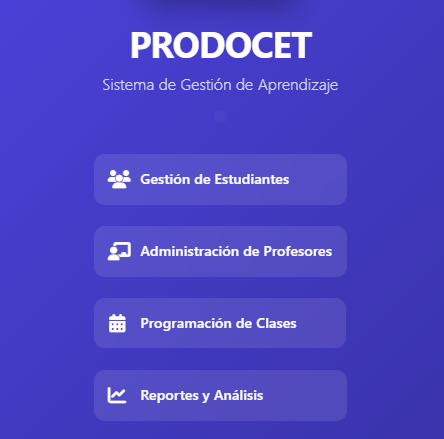 PRODOCET
Sistema de Gestión de Aprendizaje
Gestión de Estudiantes
Administración de Profesores
Programación de Clases
Reportes y Análisis